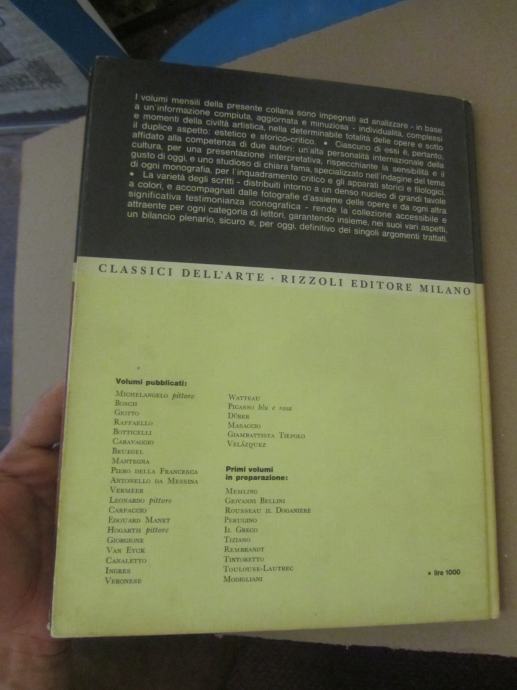 I volumi mensili della presente collana sono impegnati ad analizzare - in base
a un'informazione compiuta, aggiornata e minuziosa - individualità, complessi
e momenti della civiltà artistica, nella determinabile totalità delle opere e sotto
il duplice aspetto: estetico e storico-critico. • Ciascuno di essi è, pertanto,
affidato alla competenza di due autori: un'alta personalità internazionale della
cultura, per una presentazione interpretativa, rispecchiante la sensibilità e il
gusto di oggi, e uno studioso di chiara fama, specializzato nell'indagine del tema
di ogni monografia, per l'inquadramento critico e gli apparati storici e filologici.
• La varietà degli scritti - distribuiti intorno a un denso nucleo di grandi tavole
a colori, e accompagnati dalle fotografie d'assieme delle opere e da ogni altra
significativa testimonianza iconografica - rende la collezione accessibile e
attraente per ogni categoria di lettori, garantendo insieme, nei suoi vari aspetti,
un bilancio plenario, sicuro e, per oggi, definitivo dei singoli argomenti trattati.
CLASSICI DELL'ARTE · RIZZOLI EDITORE MILANO
Volumi pubblicati:
MICHELANGELO pittore
BOSCH
GIOTTO
RAFFAELLO
BOTTICELLI
CARAVAGGIO
BRUEGEL
MANTEGNA
PIERO DELLA FRANCESCA
ANTONELLO DA MESSINA
VERMEER
LEONARDO pittore
CARPACCIO
EDOUARD MANET
HOGARTH pittore
GIORGIONE
VAN EYCK
CANALETTO
INGRES
VERONESE
WATTEAU
PICASSO blu e rosa
DÜRER
MASACCIO
GIAMBATTISTA TIEPOLO
VELÁZQUEZ
Primi volumi
in preparazione:
MEMLING
GIOVANNI BELLINI
ROUSSEAU IL DOGANIERE
PERUGINO
IL GRECO
TIZIANO
REMBRANDT
TINTORETTO
TOULOUSE-LAUTREC
MODIGLIANI
• lire 1000